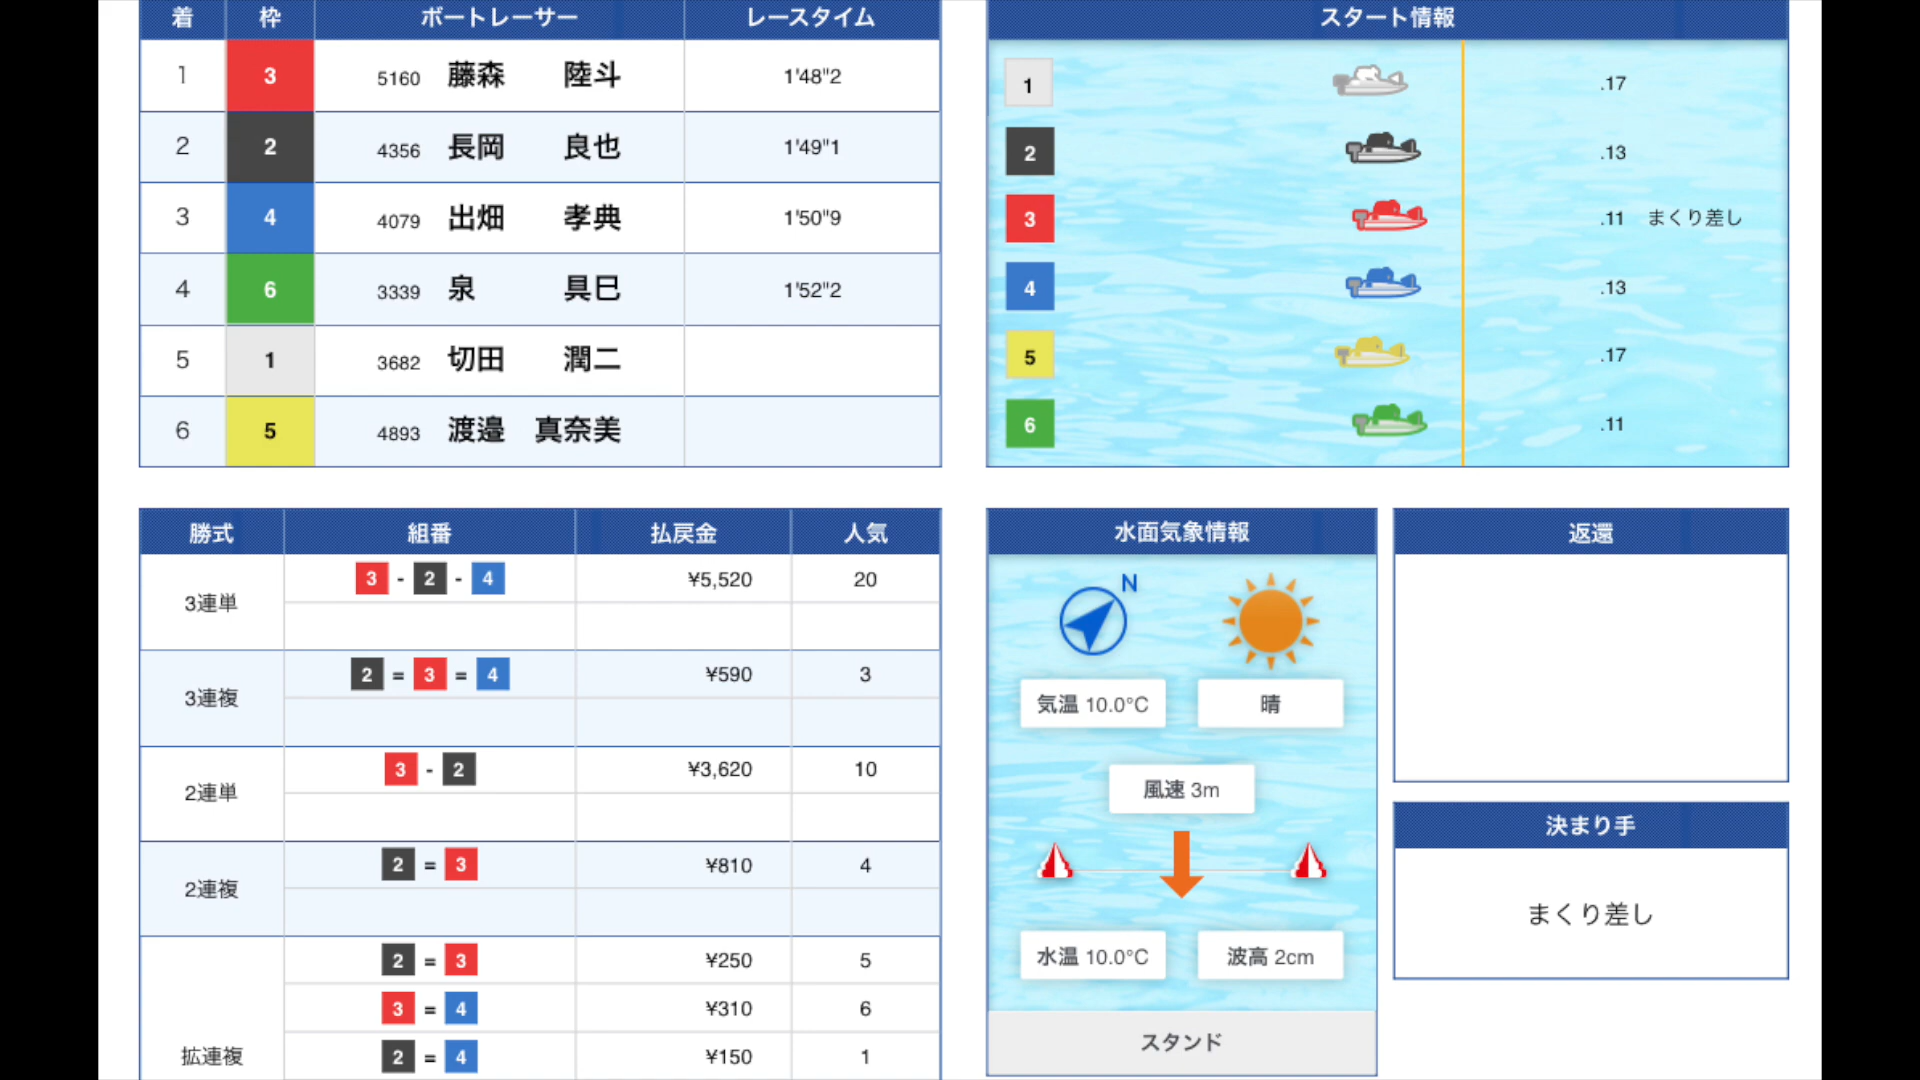 着 枠 ボートレーサー レースタイム
1 3 5160 藤森 陸斗 1'48"2
2 2 4356 長岡 良也 1'49"1
3 4 4079 出畑 孝典 1'50"9
4 6 3339 泉 具巳 1'52"2
5 1 3682 切田 潤二
6 5 4893 渡邉 真奈美
スタート情報
1 .17
2 .13
3 .11 まくり差し
4 .13
5 .17
6 .11
勝式 組番 払戻金 人気
3連単 3 - 2 - 4 ¥5,520 20
3連複 2 = 3 = 4 ¥590 3
2連単 3 - 2 ¥3,620 10
2連複 2 = 3 ¥810 4
拡連複 2 = 3 ¥250 5
3 = 4 ¥310 6
2 = 4 ¥150 1
水面気象情報
N
気温 10.0°C 晴
風速 3m
水温 10.0°C 波高 2cm
スタンド
返還
決まり手
まくり差し